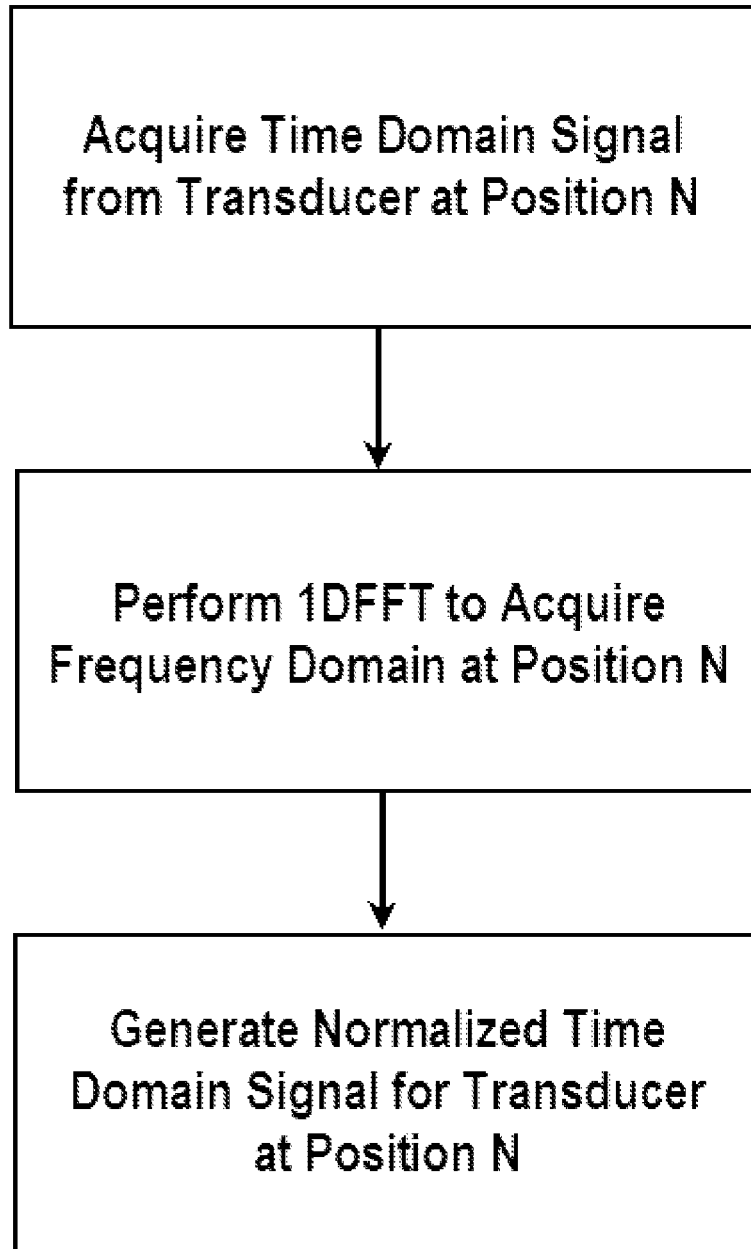 Acquire Time Domain Signal
from Transducer at Position N
Perform 1DFFT to Acquire
Frequency Domain at Position N
Generate Normalized Time
Domain Signal for Transducer
at Position N